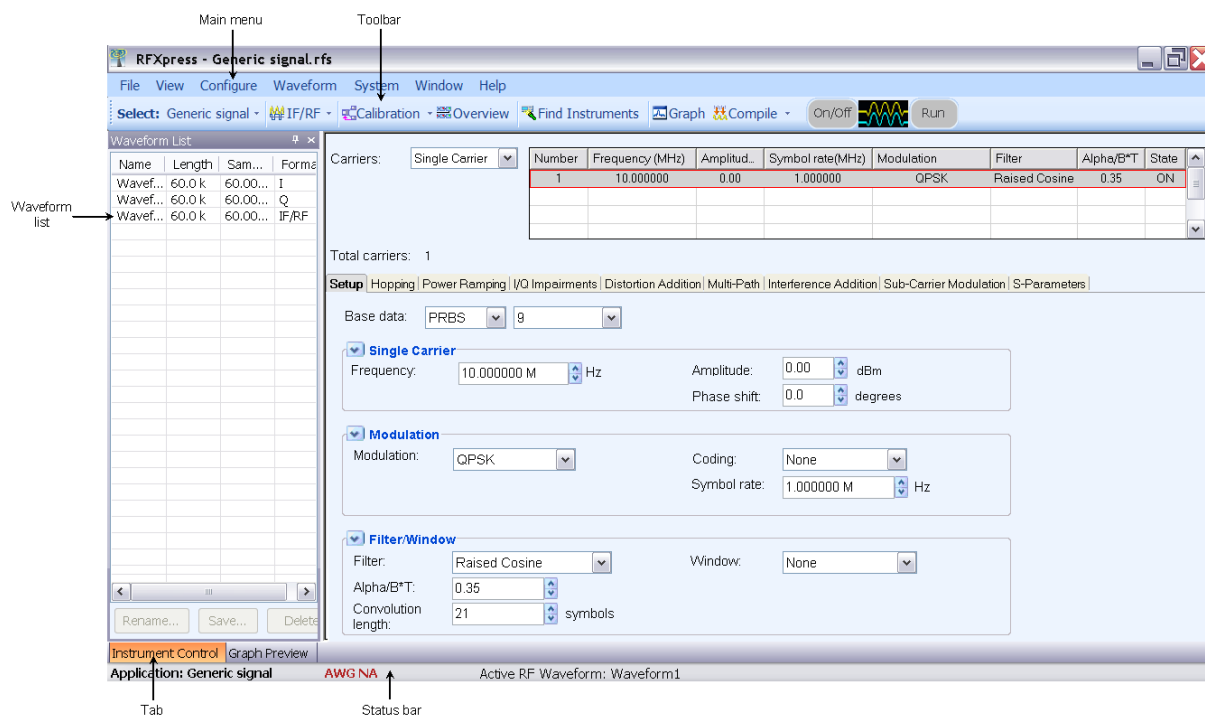 Main menu
Toolbar
RFXpress - Generic signal.rfs
File View Configure Waveform System Window Help
Select: Generic signal IF/RF Calibration Overview Find Instruments Graph Compile On/Off Run
Waveform List
Name Length Sam... Forma
Wavef... 60.0 k 60.00... I
Wavef... 60.0 k 60.00... Q
Wavef... 60.0 k 60.00... IF/RF
Waveform
list
Rename... Save... Delete
Carriers: Single Carrier
Number Frequency (MHz) Amplitud... Symbol rate(MHz) Modulation Filter Alpha/B*T State
1 10.000000 0.00 1.000000 QPSK Raised Cosine 0.35 ON
Total carriers: 1
Setup Hopping Power Ramping I/Q Impairments Distortion Addition Multi-Path Interference Addition Sub-Carrier Modulation S-Parameters
Base data: PRBS 9
Single Carrier
Frequency: 10.000000 M Hz Amplitude: 0.00 dBm
Phase shift: 0.0 degrees
Modulation
Modulation: QPSK Coding: None
Symbol rate: 1.000000 M Hz
Filter/Window
Filter: Raised Cosine Window: None
Alpha/B*T: 0.35
Convolution
length: 21 symbols
Instrument Control Graph Preview
Application: Generic signal AWG NA Active RF Waveform: Waveform1
Tab
Status bar